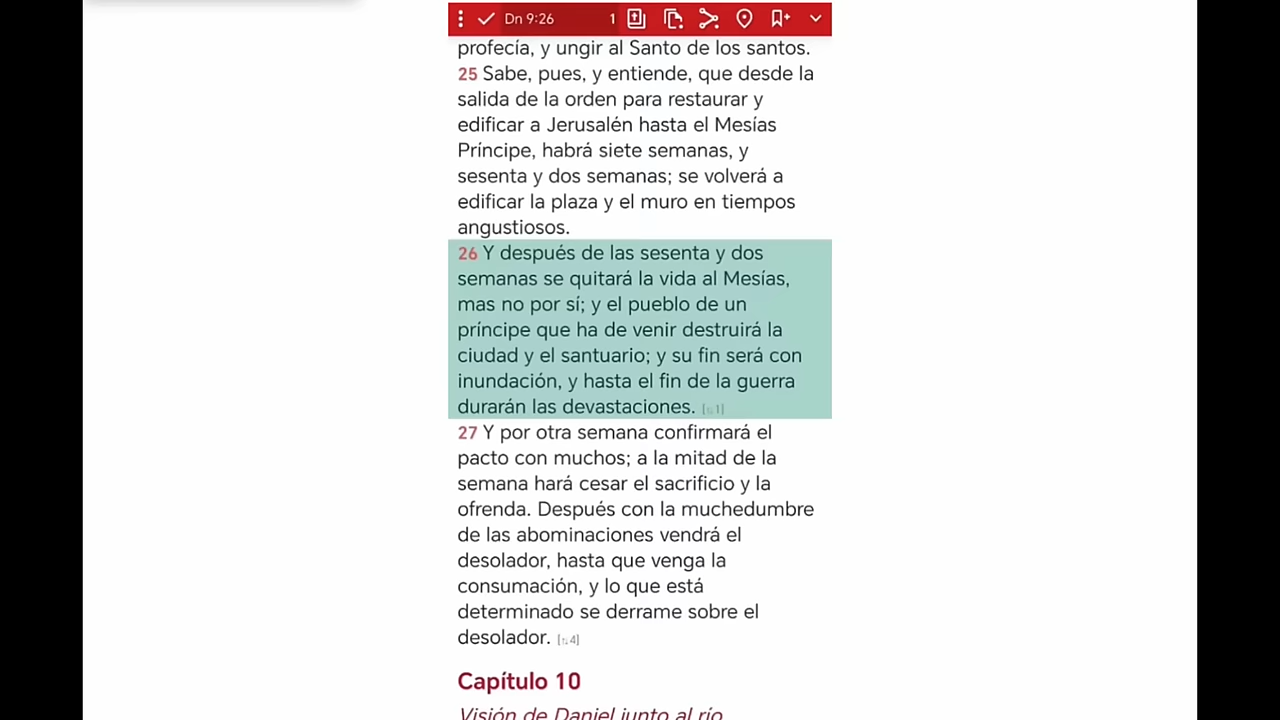 Dn 9:26 1
profecía, y ungir al Santo de los santos.
25 Sabe, pues, y entiende, que desde la
salida de la orden para restaurar y
edificar a Jerusalén hasta el Mesías
Príncipe, habrá siete semanas, y
sesenta y dos semanas; se volverá a
edificar la plaza y el muro en tiempos
angustiosos.
26 Y después de las sesenta y dos
semanas se quitará la vida al Mesías,
mas no por sí; y el pueblo de un
príncipe que ha de venir destruirá la
ciudad y el santuario; y su fin será con
inundación, y hasta el fin de la guerra
durarán las devastaciones. [1]
27 Y por otra semana confirmará el
pacto con muchos; a la mitad de la
semana hará cesar el sacrificio y la
ofrenda. Después con la muchedumbre
de las abominaciones vendrá el
desolador, hasta que venga la
consumación, y lo que está
determinado se derrame sobre el
desolador. [4]
Capítulo 10
Visión de Daniel junto al río